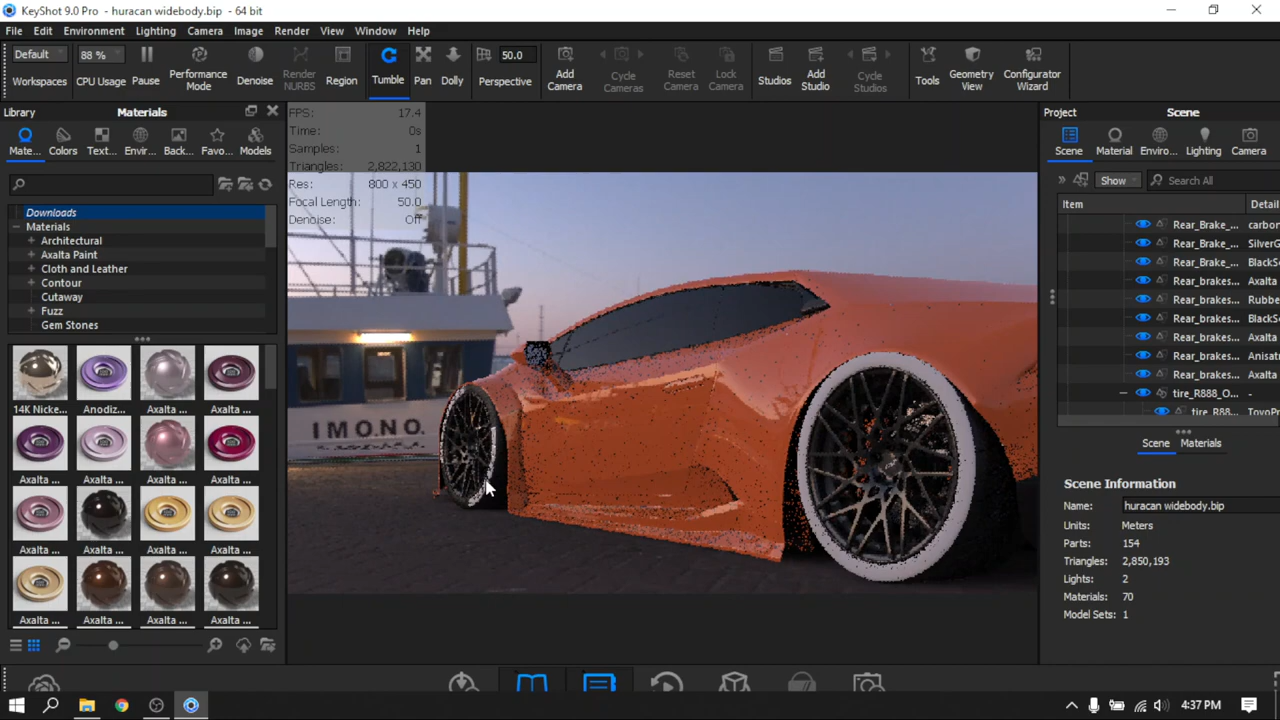 KeyShot 9.0 Pro - huracan widebody.bip - 64 bit
File Edit Environment Lighting Camera Image Render View Window Help
Default 88 % 50.0
Workspaces CPU Usage Pause Performance Mode Denoise Render NURBS Region Tumble Pan Dolly Perspective Add Camera Cycle Cameras Reset Camera Lock Camera Studios Add Studio Cycle Studios Tools Geometry View Configurator Wizard
Library Materials
Mate... Colors Text... Envir... Back... Favo... Models
Downloads
Materials
Architectural
Axalta Paint
Cloth and Leather
Contour
Cutaway
Fuzz
Gem Stones
14K Nicke... Anodiz... Axalta ... Axalta ...
Axalta ... Axalta ... Axalta ... Axalta ...
Axalta ... Axalta ... Axalta ... Axalta ...
Axalta ... Axalta ... Axalta ... Axalta ...
FPS: 17.4
Time: 0s
Samples: 1
Triangles: 2,822,130
Res: 800 x 450
Focal Length: 50.0
Denoise: Off
I M O.N.O.
Project Scene
Scene Material Enviro... Lighting Camera
Show Search All
Item Detail
Rear_Brake_... carbor
Rear_Brake_... SilverS
Rear_Brake_... BlackSo
Rear_brakes... Axalta
Rear_brakes... Rubbe
Rear_brakes... BlackSo
Rear_brakes... Axalta
Rear_brakes... Anisat
Rear_brakes... Axalta
tire_R888_O... -
tire_R88... TovoP
Scene Materials
Scene Information
Name: huracan widebody.bip
Units: Meters
Parts: 154
Triangles: 2,850,193
Lights: 2
Materials: 70
Model Sets: 1
4:37 PM